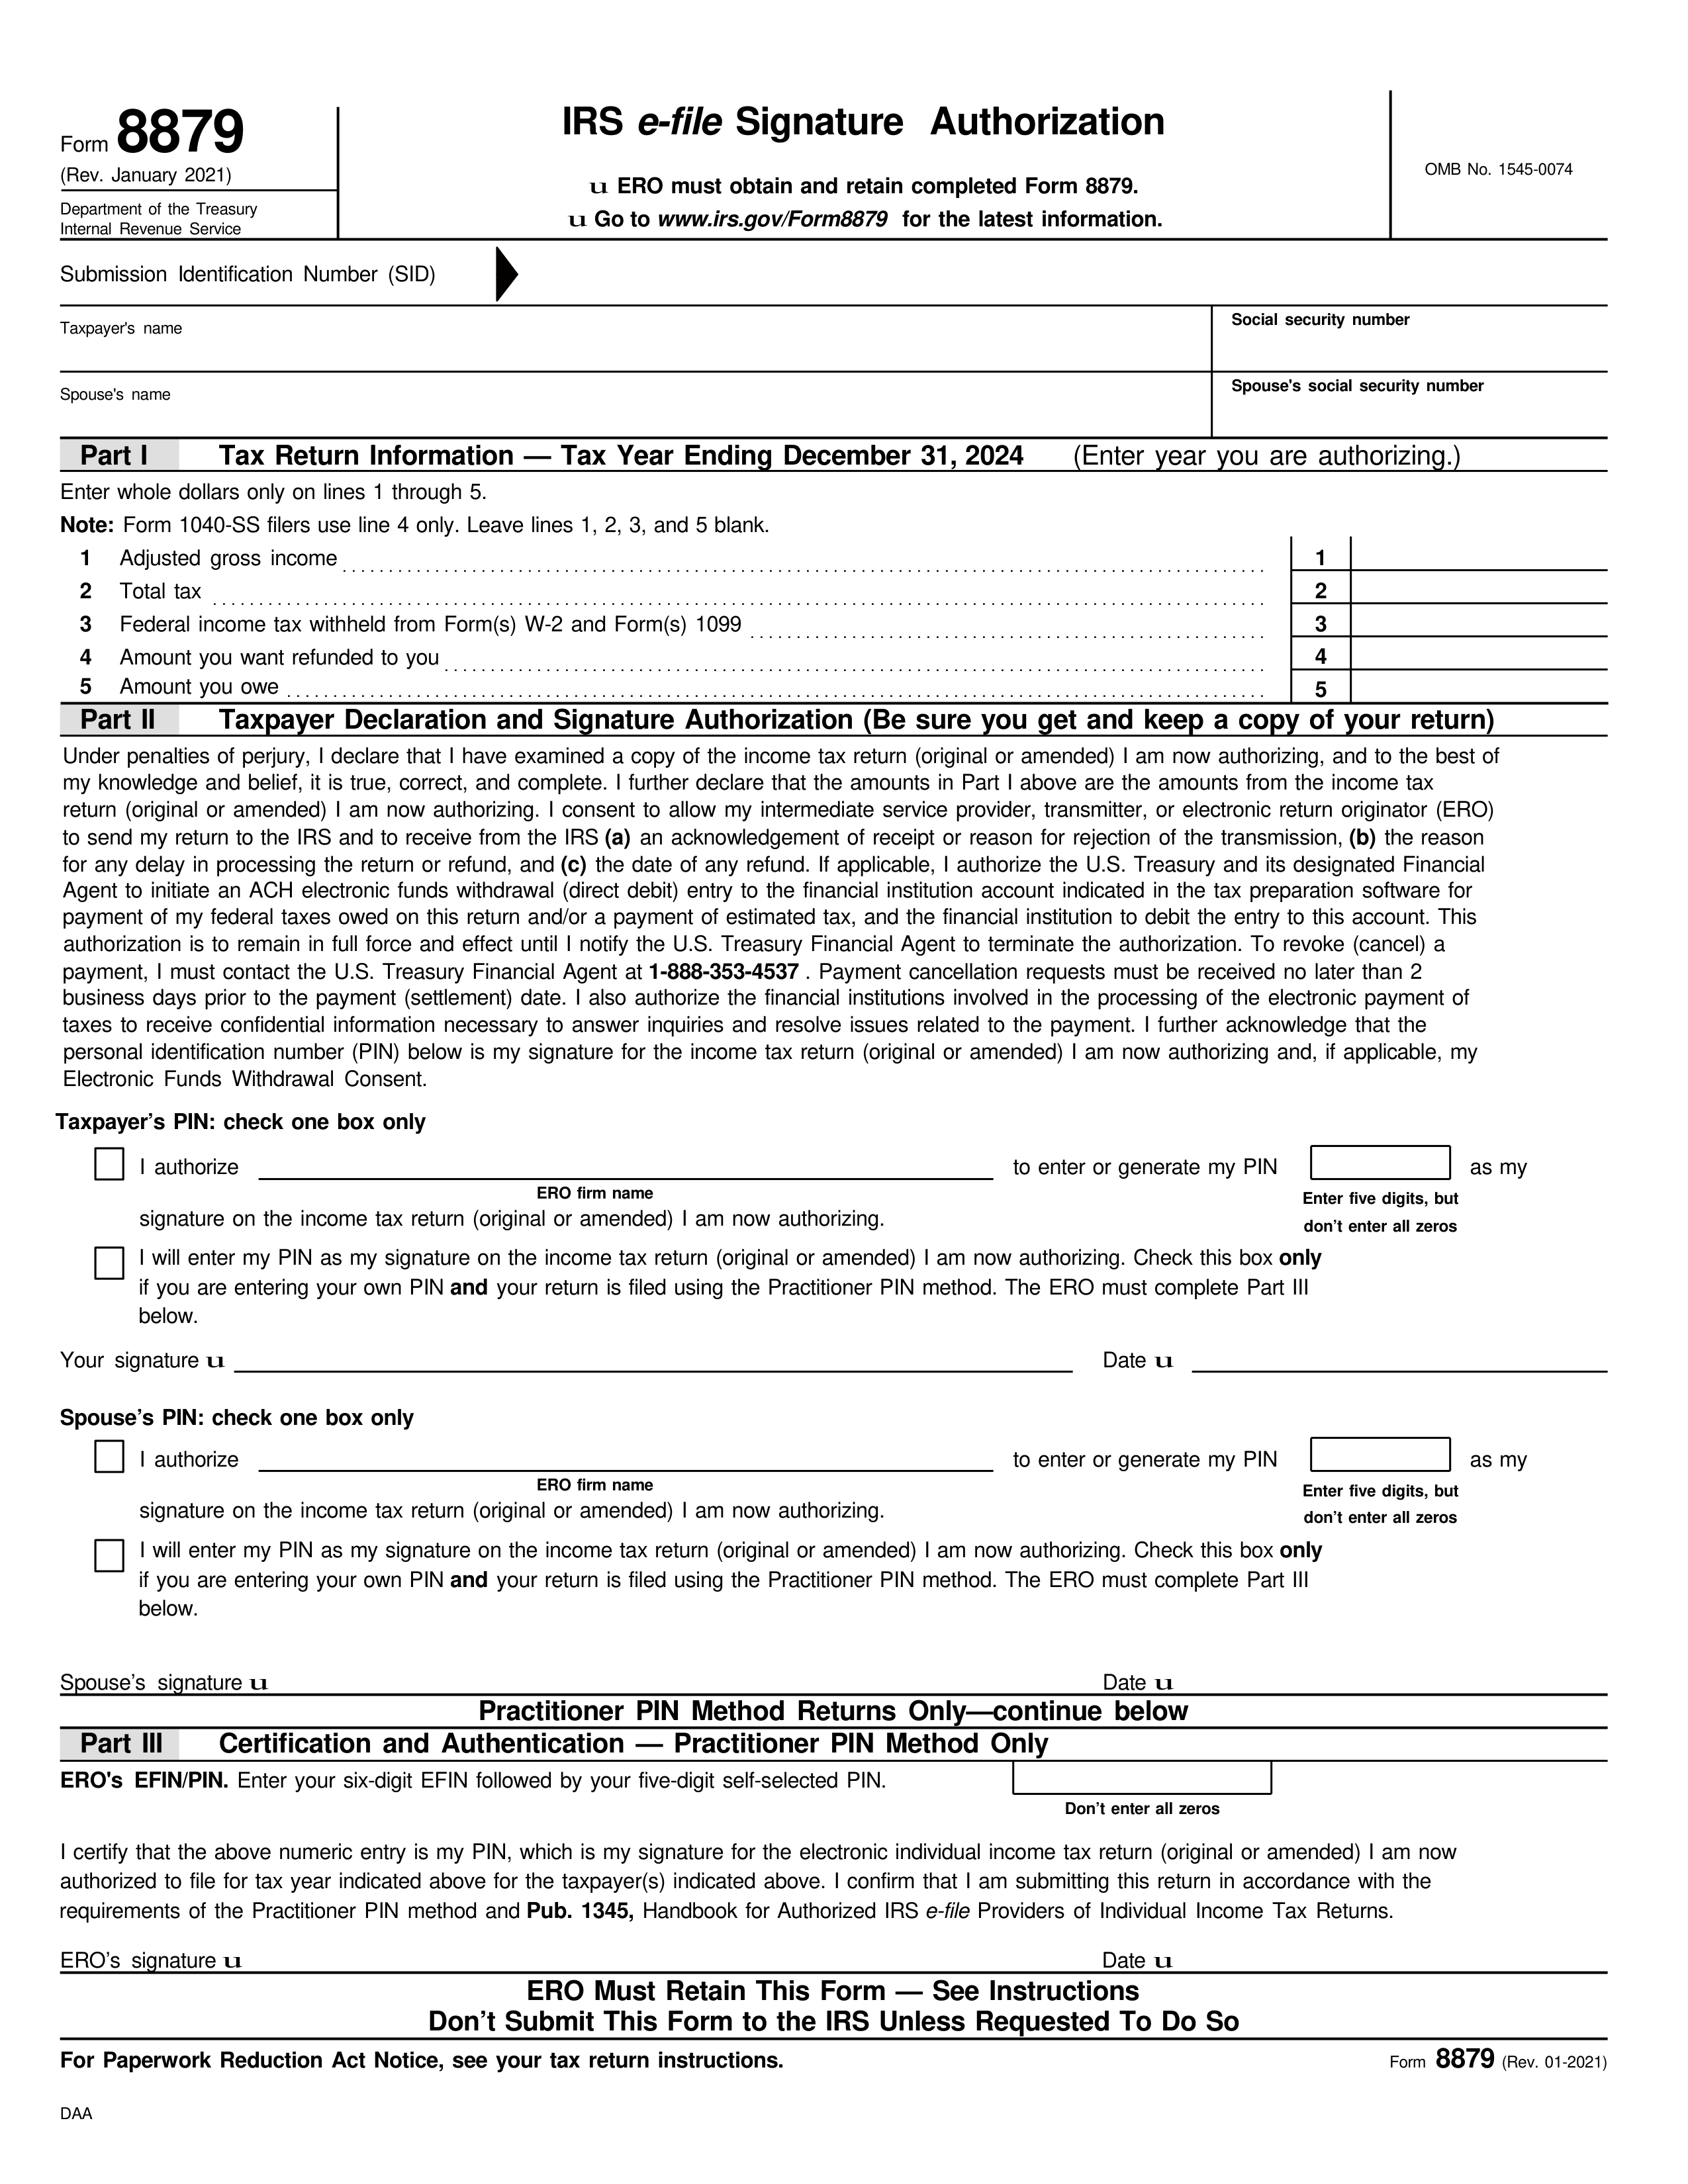 Form 8879
(Rev. January 2021)
Department of the Treasury
Internal Revenue Service
IRS e-file Signature Authorization
u ERO must obtain and retain completed Form 8879.
u Go to www.irs.gov/Form8879 for the latest information.
OMB No. 1545-0074
Submission Identification Number (SID)
Taxpayer's name
Social security number
Spouse's name
Spouse's social security number
Part I Tax Return Information — Tax Year Ending December 31, 2024 (Enter year you are authorizing.)
Enter whole dollars only on lines 1 through 5.
Note: Form 1040-SS filers use line 4 only. Leave lines 1, 2, 3, and 5 blank.
1 Adjusted gross income 1
2 Total tax 2
3 Federal income tax withheld from Form(s) W-2 and Form(s) 1099 3
4 Amount you want refunded to you 4
5 Amount you owe 5
Part II Taxpayer Declaration and Signature Authorization (Be sure you get and keep a copy of your return)
Under penalties of perjury, I declare that I have examined a copy of the income tax return (original or amended) I am now authorizing, and to the best of
my knowledge and belief, it is true, correct, and complete. I further declare that the amounts in Part I above are the amounts from the income tax
return (original or amended) I am now authorizing. I consent to allow my intermediate service provider, transmitter, or electronic return originator (ERO)
to send my return to the IRS and to receive from the IRS (a) an acknowledgement of receipt or reason for rejection of the transmission, (b) the reason
for any delay in processing the return or refund, and (c) the date of any refund. If applicable, I authorize the U.S. Treasury and its designated Financial
Agent to initiate an ACH electronic funds withdrawal (direct debit) entry to the financial institution account indicated in the tax preparation software for
payment of my federal taxes owed on this return and/or a payment of estimated tax, and the financial institution to debit the entry to this account. This
authorization is to remain in full force and effect until I notify the U.S. Treasury Financial Agent to terminate the authorization. To revoke (cancel) a
payment, I must contact the U.S. Treasury Financial Agent at 1-888-353-4537 . Payment cancellation requests must be received no later than 2
business days prior to the payment (settlement) date. I also authorize the financial institutions involved in the processing of the electronic payment of
taxes to receive confidential information necessary to answer inquiries and resolve issues related to the payment. I further acknowledge that the
personal identification number (PIN) below is my signature for the income tax return (original or amended) I am now authorizing and, if applicable, my
Electronic Funds Withdrawal Consent.
Taxpayer’s PIN: check one box only
I authorize to enter or generate my PIN as my
ERO firm name
Enter five digits, but
don’t enter all zeros
signature on the income tax return (original or amended) I am now authorizing.
I will enter my PIN as my signature on the income tax return (original or amended) I am now authorizing. Check this box only
if you are entering your own PIN and your return is filed using the Practitioner PIN method. The ERO must complete Part III
below.
Your signature u Date u
Spouse’s PIN: check one box only
I authorize to enter or generate my PIN as my
ERO firm name
Enter five digits, but
don’t enter all zeros
signature on the income tax return (original or amended) I am now authorizing.
I will enter my PIN as my signature on the income tax return (original or amended) I am now authorizing. Check this box only
if you are entering your own PIN and your return is filed using the Practitioner PIN method. The ERO must complete Part III
below.
Spouse’s signature u Date u
Practitioner PIN Method Returns Only—continue below
Part III Certification and Authentication — Practitioner PIN Method Only
ERO's EFIN/PIN. Enter your six-digit EFIN followed by your five-digit self-selected PIN.
Don’t enter all zeros
I certify that the above numeric entry is my PIN, which is my signature for the electronic individual income tax return (original or amended) I am now
authorized to file for tax year indicated above for the taxpayer(s) indicated above. I confirm that I am submitting this return in accordance with the
requirements of the Practitioner PIN method and Pub. 1345, Handbook for Authorized IRS e-file Providers of Individual Income Tax Returns.
ERO’s signature u Date u
ERO Must Retain This Form — See Instructions
Don’t Submit This Form to the IRS Unless Requested To Do So
For Paperwork Reduction Act Notice, see your tax return instructions.
Form 8879 (Rev. 01-2021)
DAA